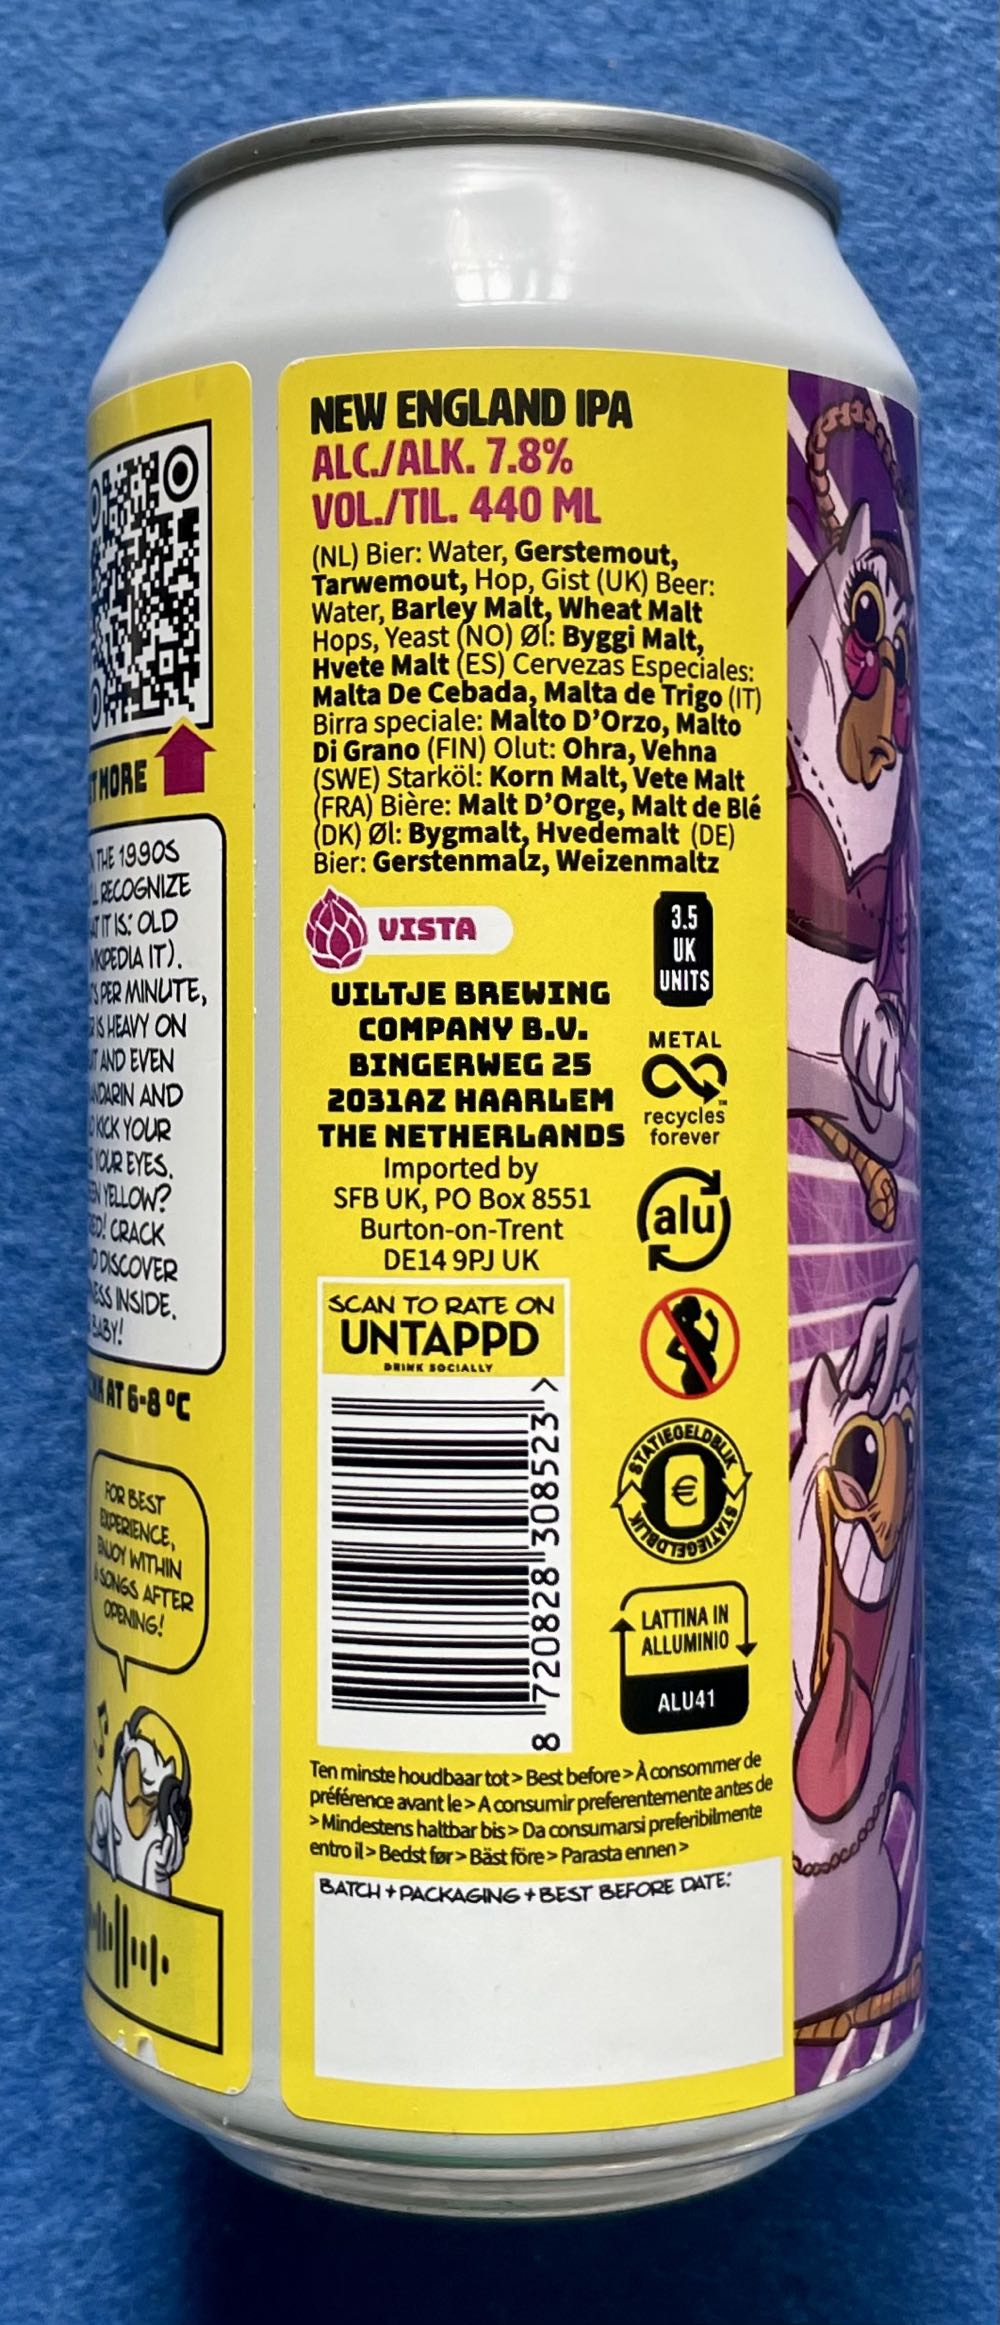 MORE
THE 1990S
RECOGNIZE
IT IS: OLD
IT).
PER MINUTE,
IS HEAVY ON
AND EVEN
AND
KICK YOUR
YOUR EYES.
YELLOW?
CRACK
DISCOVER
INSIDE.
BABY!
AT 6-8 °C
FOR BEST
EXPERIENCE,
ENJOY WITHIN
SONGS AFTER
OPENING!
NEW ENGLAND IPA
ALC./ALK. 7.8%
VOL./TIL. 440 ML
(NL) Bier: Water, Gerstemout,
Tarwemout, Hop, Gist (UK) Beer:
Water, Barley Malt, Wheat Malt
Hops, Yeast (NO) Øl: Byggi Malt,
Hvete Malt (ES) Cervezas Especiales:
Malta De Cebada, Malta de Trigo (IT)
Birra speciale: Malto D'Orzo, Malto
Di Grano (FIN) Olut: Ohra, Vehna
(SWE) Starköl: Korn Malt, Vete Malt
(FRA) Bière: Malt D'Orge, Malt de Blé
(DK) Øl: Bygmalt, Hvedemalt (DE)
Bier: Gerstenmalz, Weizenmaltz
VISTA
UILTJE BREWING
COMPANY B.V.
BINGERWEG 25
2031AZ HAARLEM
THE NETHERLANDS
Imported by
SFB UK, PO Box 8551
Burton-on-Trent
DE14 9PJ UK
SCAN TO RATE ON
UNTAPPD
DRINK SOCIALLY
8 720828 308523 >
3.5
UK
UNITS
METAL
TM
recycles
forever
alu
STATIEGELDBLIK
€
STATIEGELDBLIK
LATTINA IN
ALLUMINIO
ALU41
Ten minste houdbaar tot > Best before > À consommer de
préférence avant le > A consumir preferentemente antes de
> Mindestens haltbar bis > Da consumarsi preferibilmente
entro il > Bedst før > Bäst före > Parasta ennen >
BATCH + PACKAGING + BEST BEFORE DATE: